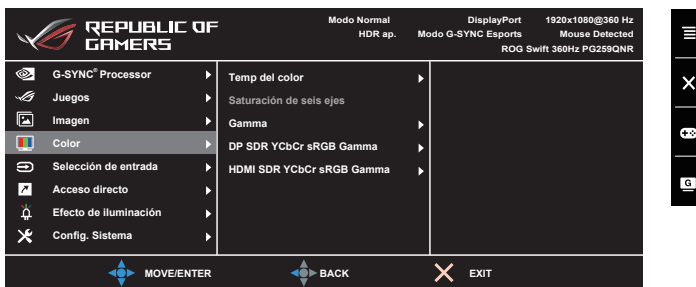 REPUBLIC OF
GAMERS
Modo Normal
HDR ap.
DisplayPort
Modo G-SYNC Esports
1920x1080@360 Hz
Mouse Detected
ROG Swift 360Hz PG259QNR
G-SYNC® Processor
Juegos
Imagen
Color
Selección de entrada
Acceso directo
Efecto de iluminación
Config. Sistema
Temp del color
Saturación de seis ejes
Gamma
DP SDR YCbCr sRGB Gamma
HDMI SDR YCbCr sRGB Gamma
MOVE/ENTER
BACK
EXIT
G